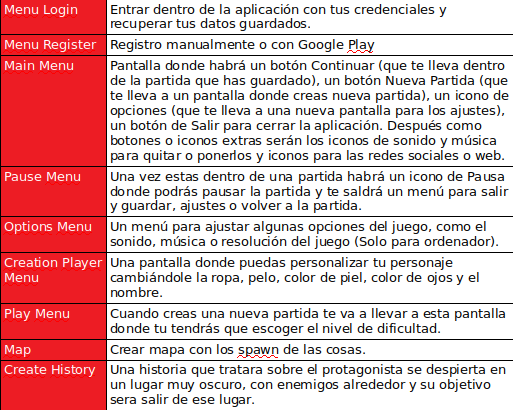 Menu Login
Entrar dentro de la aplicación con tus credenciales y
recuperar tus datos guardados.
Menu Register
Registro manualmente o con Google Play
Main Menu
Pantalla donde habrá un botón Continuar (que te lleva dentro
de la partida que has guardado), un botón Nueva Partida (que
te lleva a un pantalla donde creas nueva partida), un icono de
opciones (que te lleva a una nueva pantalla para los ajustes),
un botón de Salir para cerrar la aplicación. Después como
botones o iconos extras serán los iconos de sonido y música
para quitar o ponerlos y iconos para las redes sociales o web.
Pause Menu
Una vez estas dentro de una partida habrá un icono de Pausa
donde podrás pausar la partida y te saldrá un menú para salir
y guardar, ajustes o volver a la partida.
Options Menu
Un menú para ajustar algunas opciones del juego, como el
sonido, música o resolución del juego (Solo para ordenador).
Creation Player
Menu
Una pantalla donde puedas personalizar tu personaje
cambiándole la ropa, pelo, color de piel, color de ojos y el
nombre.
Play Menu
Cuando creas una nueva partida te va a llevar a esta pantalla
donde tu tendrás que escoger el nivel de dificultad.
Map
Crear mapa con los spawn de las cosas.
Create History
Una historia que tratara sobre el protagonista se despierta en
un lugar muy oscuro, con enemigos alrededor y su objetivo
sera salir de ese lugar.